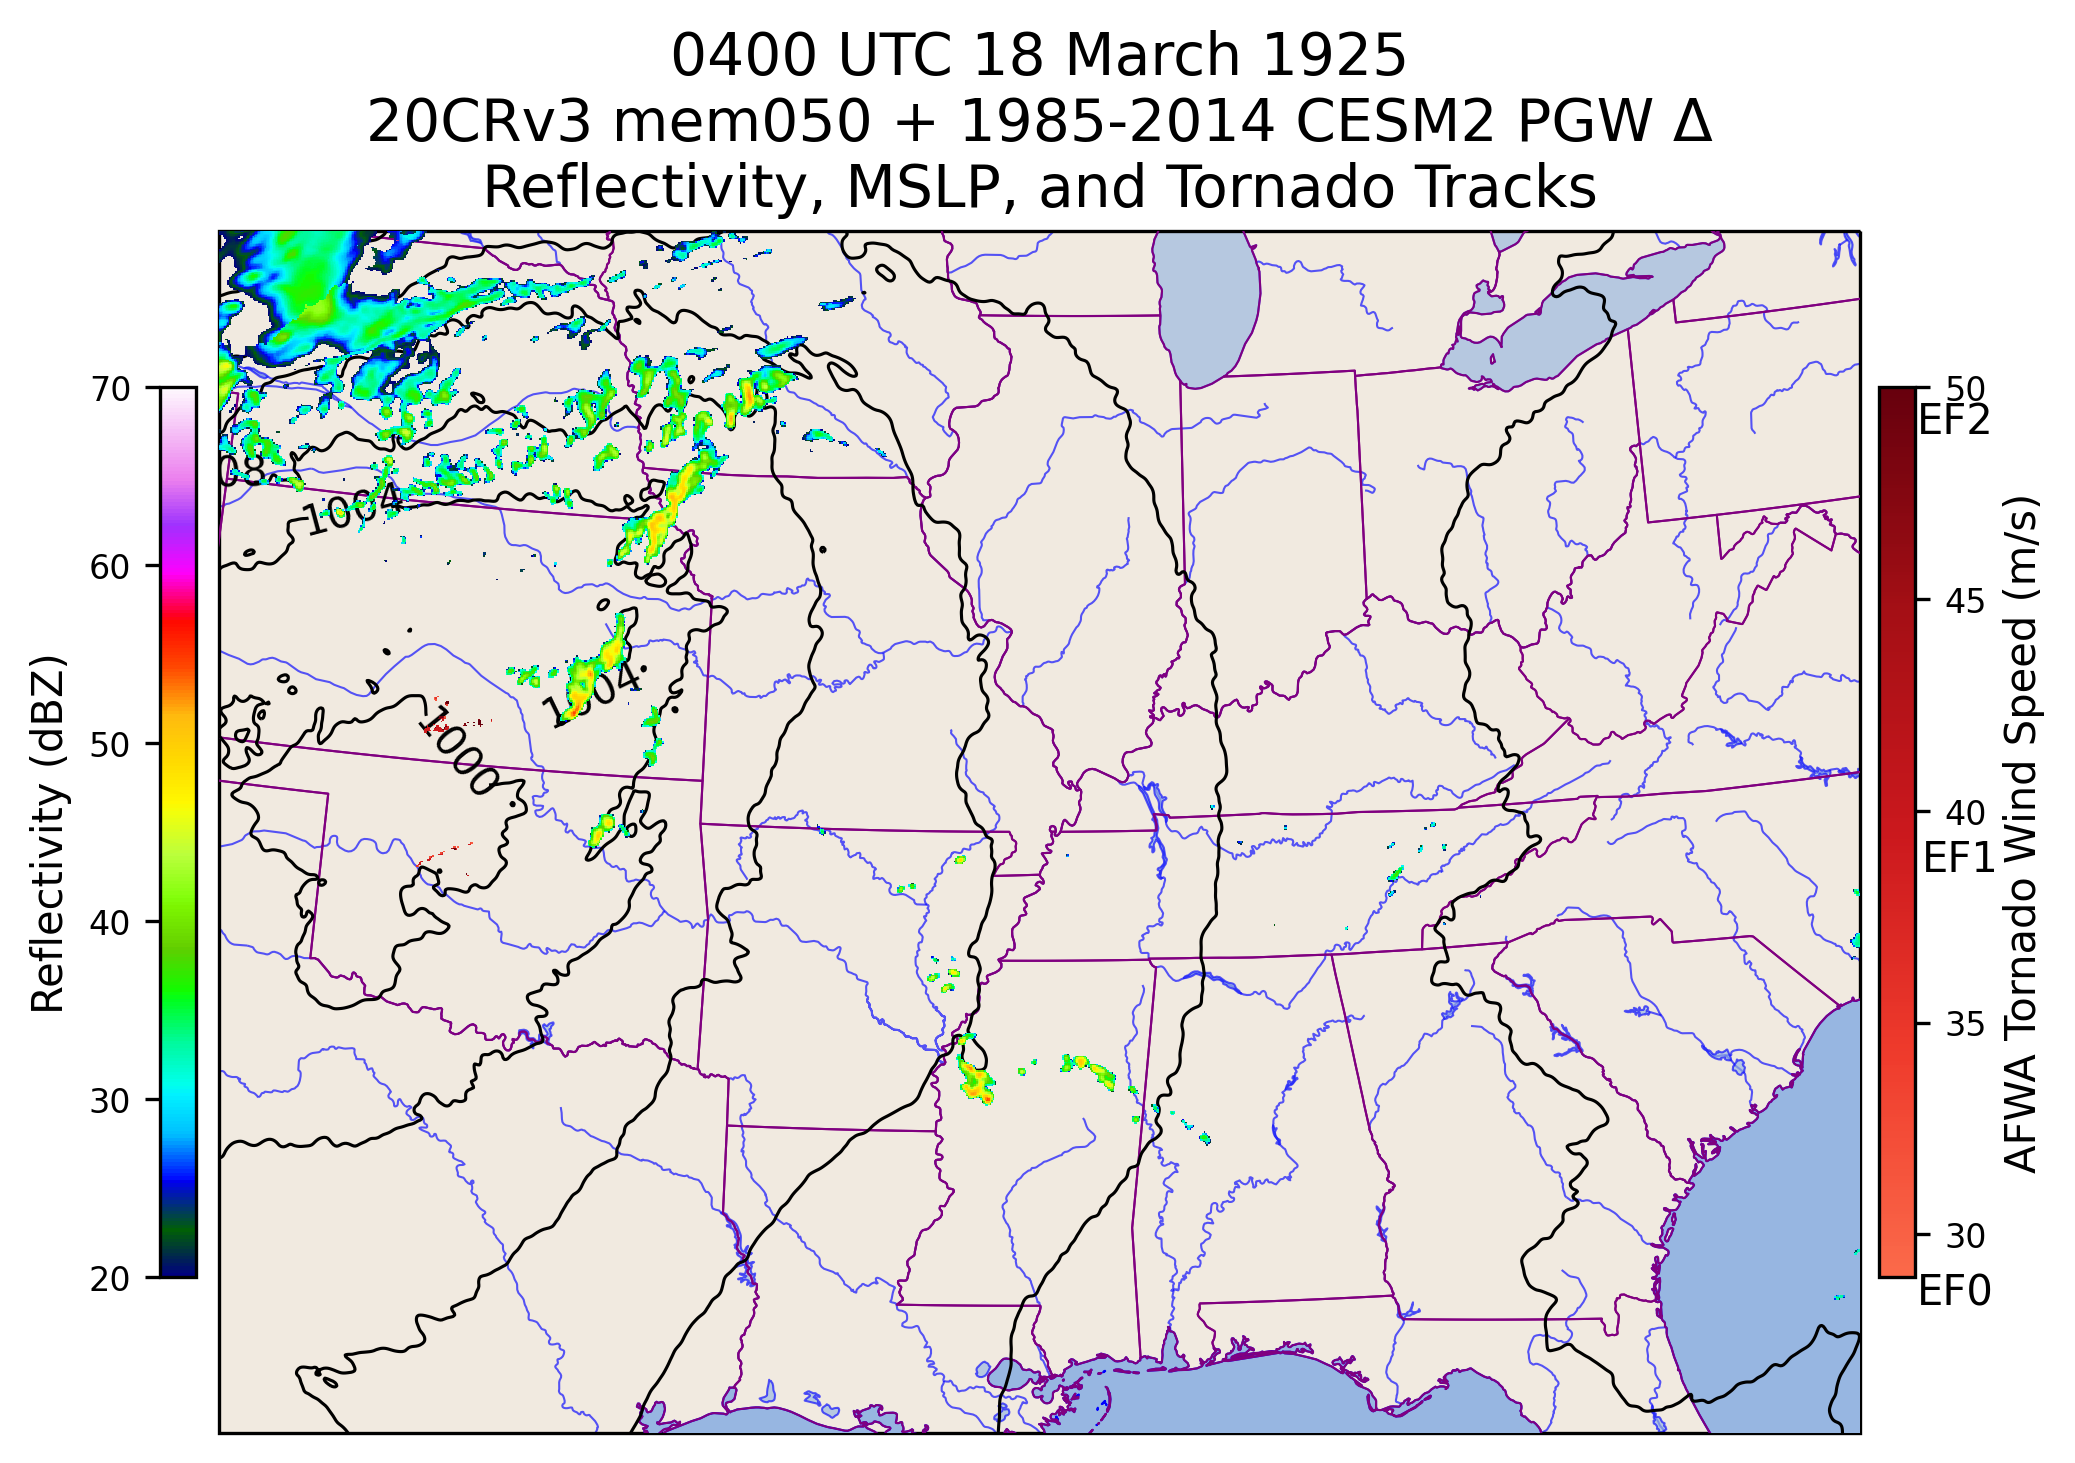 0400 UTC 18 March 1925
20CRv3 mem050 + 1985-2014 CESM2 PGW Δ
Reflectivity, MSLP, and Tornado Tracks
70
60
50
40
30
20
Reflectivity (dBZ)
08
1004
1004
1000
50
EF2
45
40
EF1
35
30
EF0
AFWA Tornado Wind Speed (m/s)